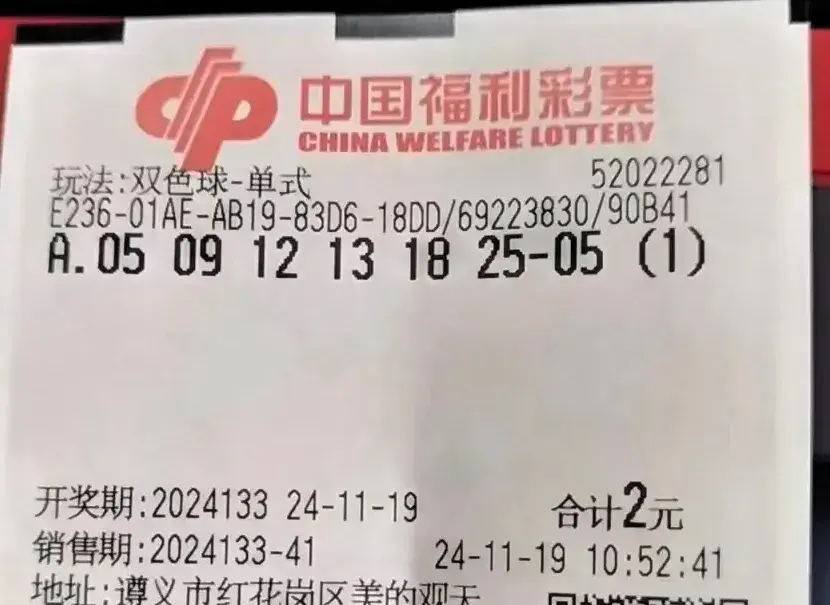 中国福利彩票
CHINA WELFARE LOTTERY
玩法:双色球-单式 52022281
E236-01AE-AB19-83D6-18DD/69223830/90B41
A.05 09 12 13 18 25-05 (1)
开奖期:2024133 24-11-19 合计2元
销售期:2024133-41 24-11-19 10:52:41
地址:遵义市红花岗区美的观天